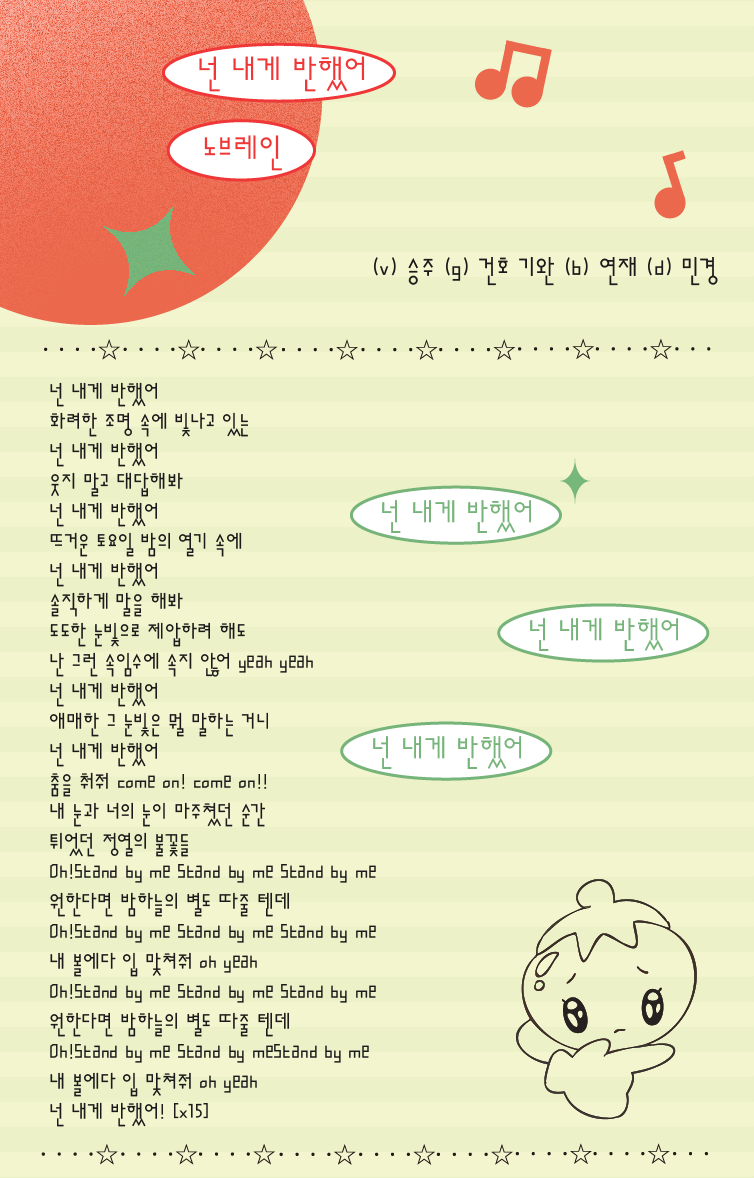 넌 내게 반했어
노브레인
(v) 승주 (g) 건호 기완 (b) 연재 (d) 민경
넌 내게 반했어
화려한 조명 속에 빛나고 있는
넌 내게 반했어
웃지 말고 대답해봐
넌 내게 반했어
뜨거운 토요일 밤의 열기 속에
넌 내게 반했어
솔직하게 말을 해봐
도도한 눈빛으로 제압하려 해도
난 그런 속임수에 속지 않어 yeah yeah
넌 내게 반했어
애매한 그 눈빛은 뭘 말하는 거니
넌 내게 반했어
춤을 춰줘 come on! come on!!
내 눈과 너의 눈이 마주쳤던 순간
튀었던 정열의 불꽃들
Oh!Stand by me Stand by me Stand by me
원한다면 밤하늘의 별도 따줄 텐데
Oh!Stand by me Stand by me Stand by me
내 볼에다 입 맞쳐줘 oh yeah
Oh!Stand by me Stand by me Stand by me
원한다면 밤하늘의 별도 따줄 텐데
Oh!Stand by me Stand by meStand by me
내 볼에다 입 맞쳐줘 oh yeah
넌 내게 반했어! [x15]
넌 내게 반했어
넌 내게 반했어
넌 내게 반했어